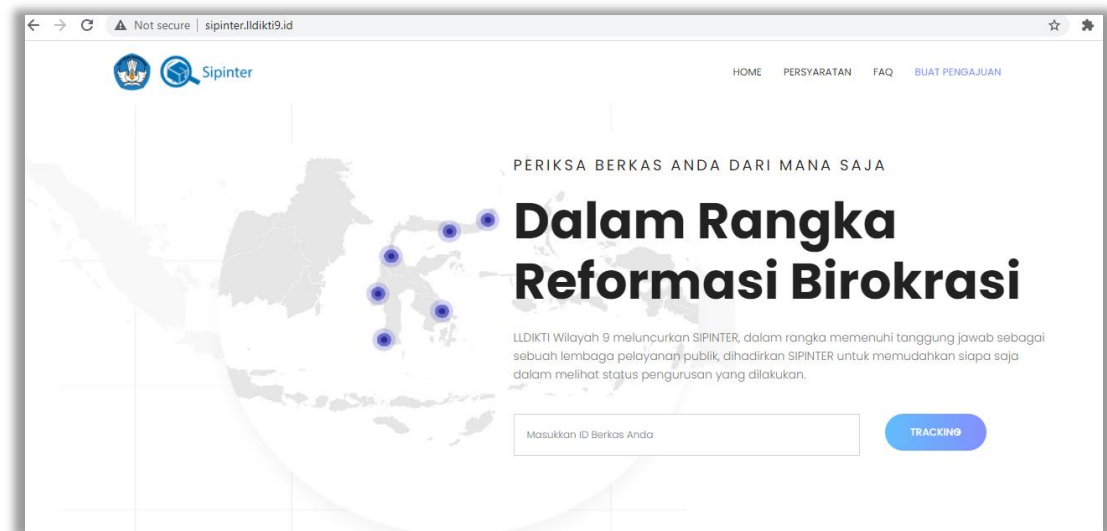 Not secure | sipinter.lldikti9.id
Sipinter
HOME PERSYARATAN FAQ BUAT PENGAJUAN
PERIKSA BERKAS ANDA DARI MANA SAJA
Dalam Rangka
Reformasi Birokrasi
LLDIKTI Wilayah 9 meluncurkan SIPINTER, dalam rangka memenuhi tanggung jawab sebagai
sebuah lembaga pelayanan publik, dihadirkan SIPINTER untuk memudahkan siapa saja
dalam melihat status pengurusan yang dilakukan.
Masukkan ID Berkas Anda
TRACKING